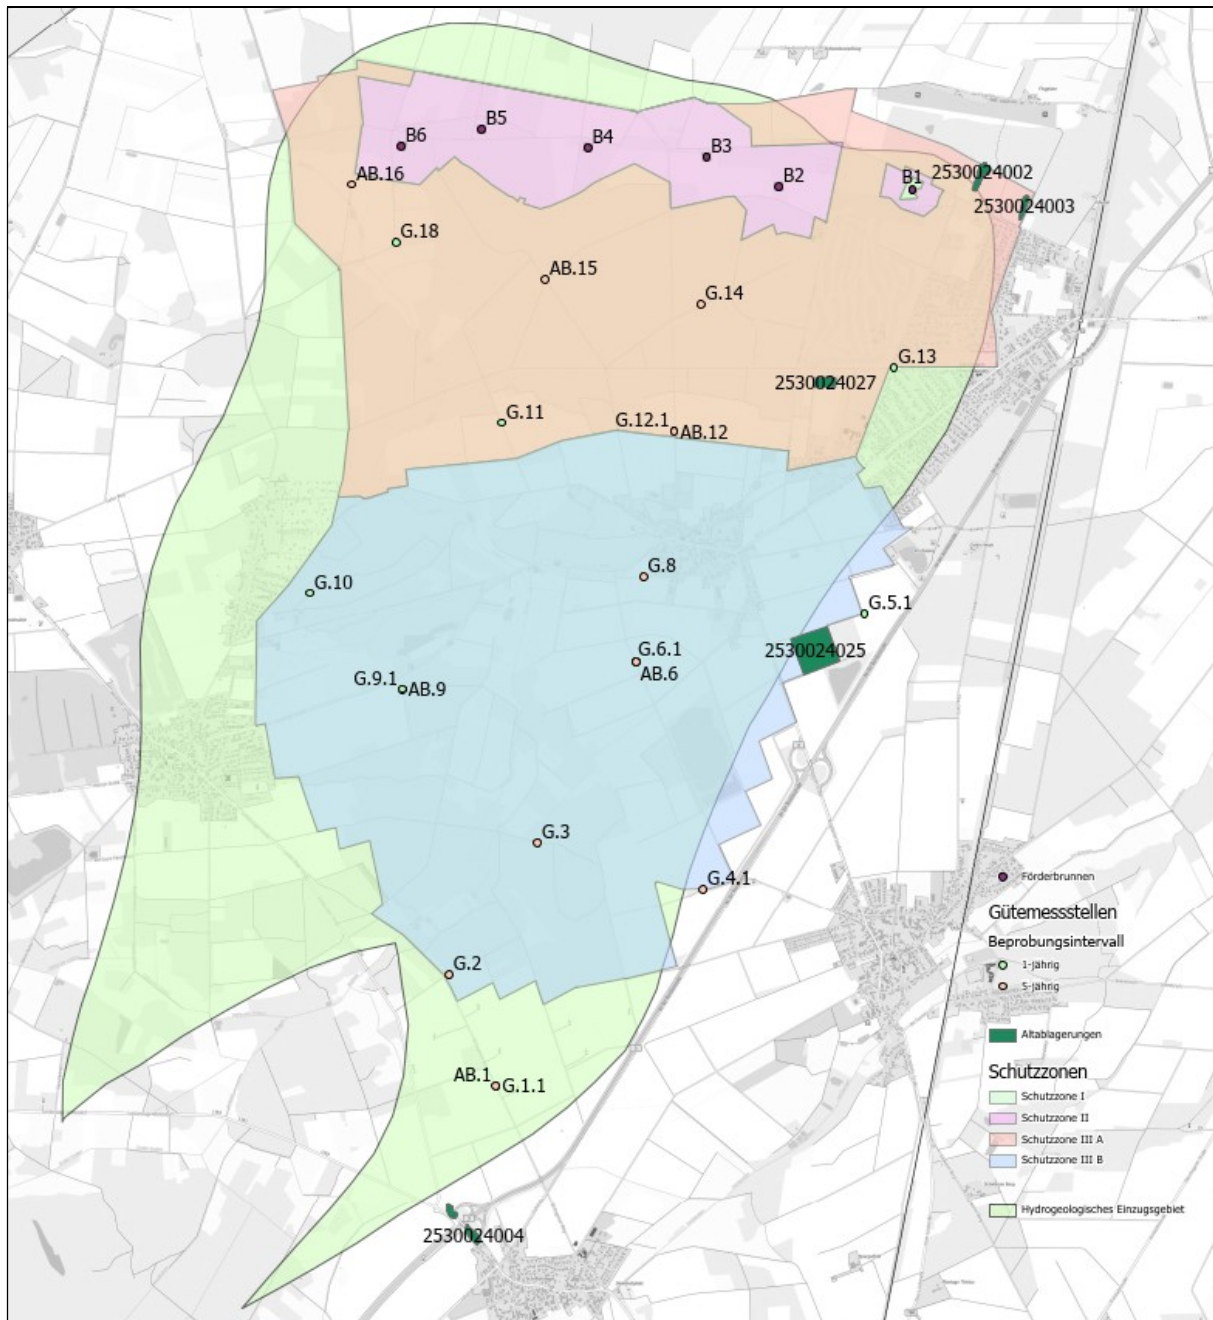 B5
B6
B4
B3
B2
B1
2530024002
AB.16
2530024003
G.18
AB.15
G.14
G.13
2530024027
G.11
G.12.1
AB.12
G.8
G.10
G.5.1
G.6.1
AB.6
2530024025
G.9.1
AB.9
G.3
G.4.1
G.2
AB.1
G.1.1
2530024004
Förderbrunnen
Gütemessstellen
Beprobungsintervall
1-jährig
5-jährig
Altablagerungen
Schutzzonen
Schutzzone I
Schutzzone II
Schutzzone III A
Schutzzone III B
Hydrogeologisches Einzugsgebiet